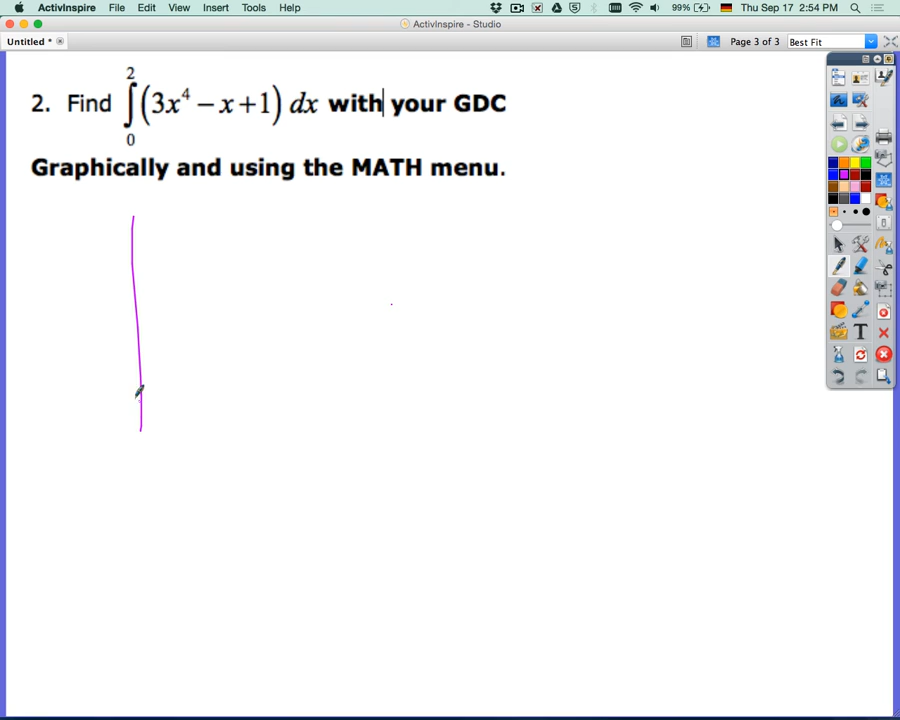 ActivInspire File Edit View Insert Tools Help 99% Thu Sep 17 2:54 PM
ActivInspire - Studio
Untitled * Page 3 of 3 Best Fit
2. Find ∫₀² (3x⁴ – x+1) dx with your GDC
Graphically and using the MATH menu.